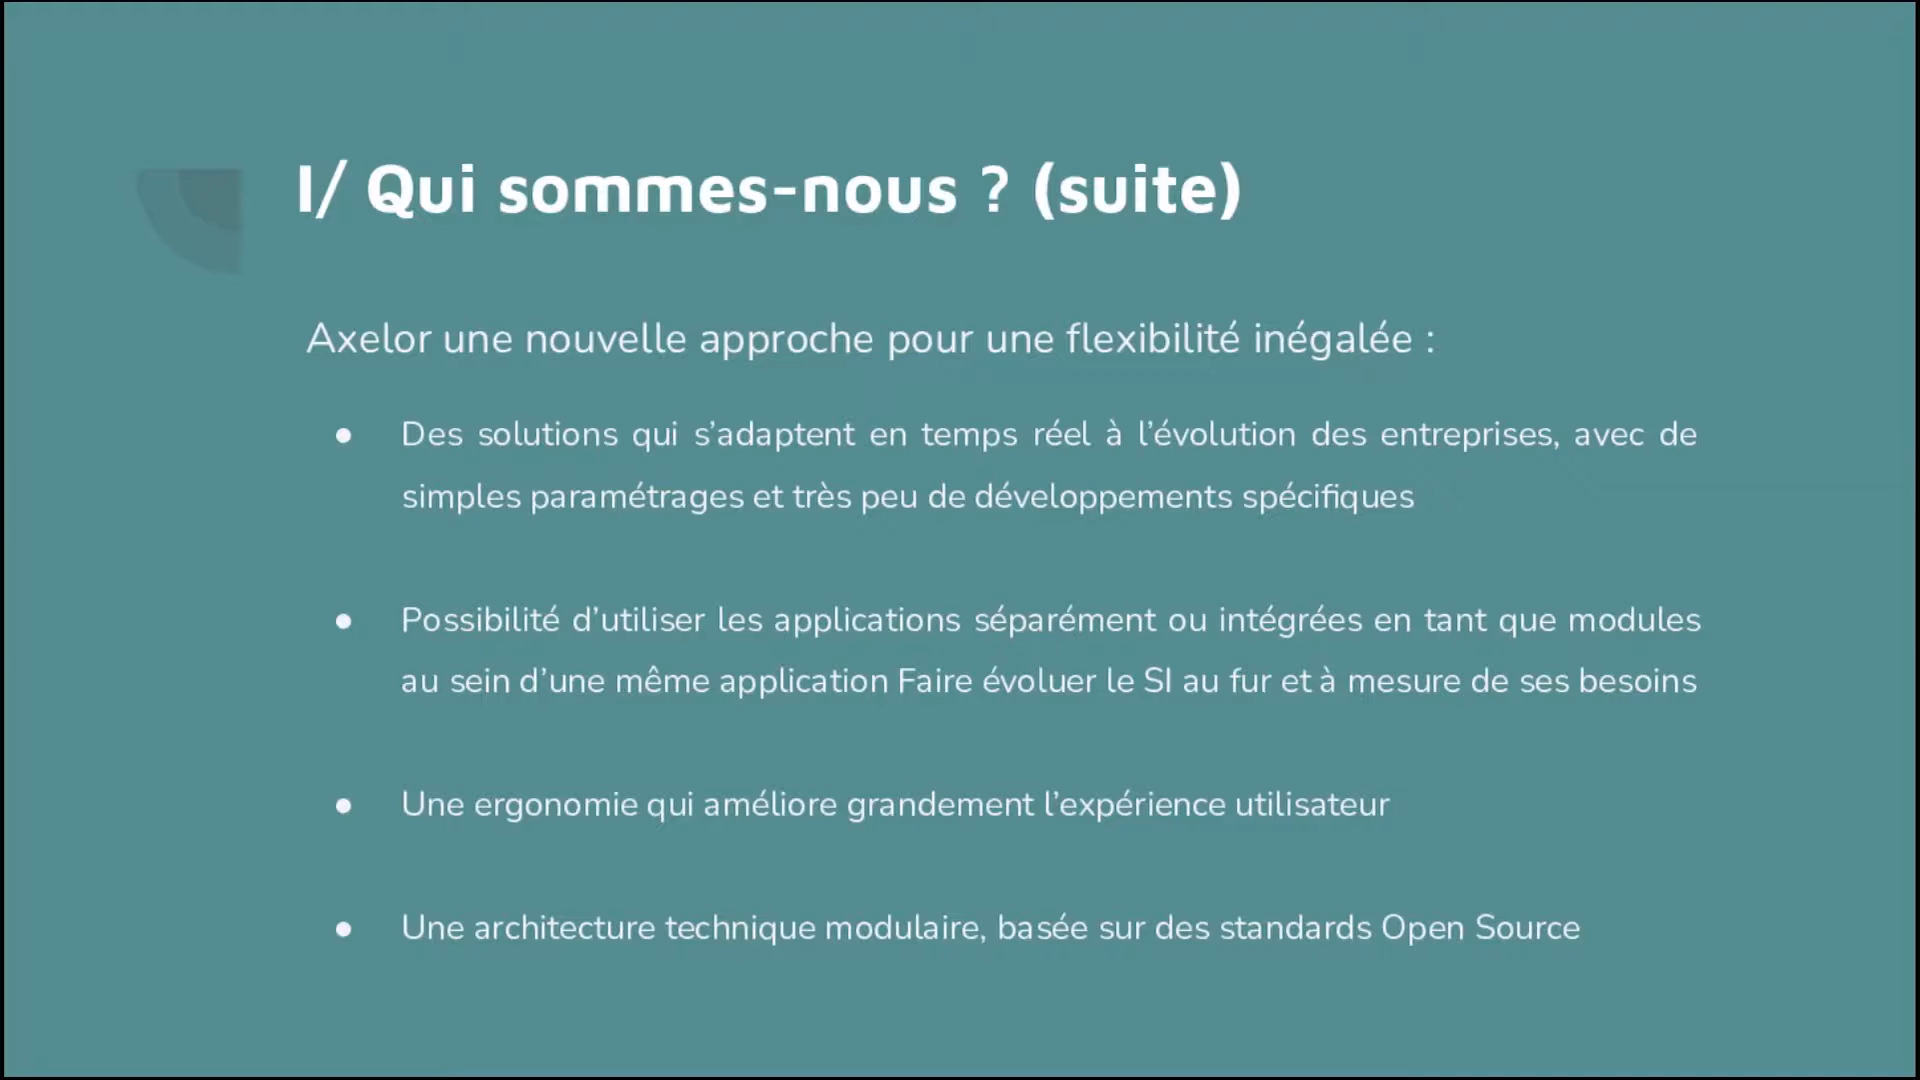 I/ Qui sommes-nous ? (suite)
Axelor une nouvelle approche pour une flexibilité inégalée :
● Des solutions qui s’adaptent en temps réel à l’évolution des entreprises, avec de
simples paramétrages et très peu de développements spécifiques
● Possibilité d’utiliser les applications séparément ou intégrées en tant que modules
au sein d’une même application Faire évoluer le SI au fur et à mesure de ses besoins
● Une ergonomie qui améliore grandement l’expérience utilisateur
● Une architecture technique modulaire, basée sur des standards Open Source